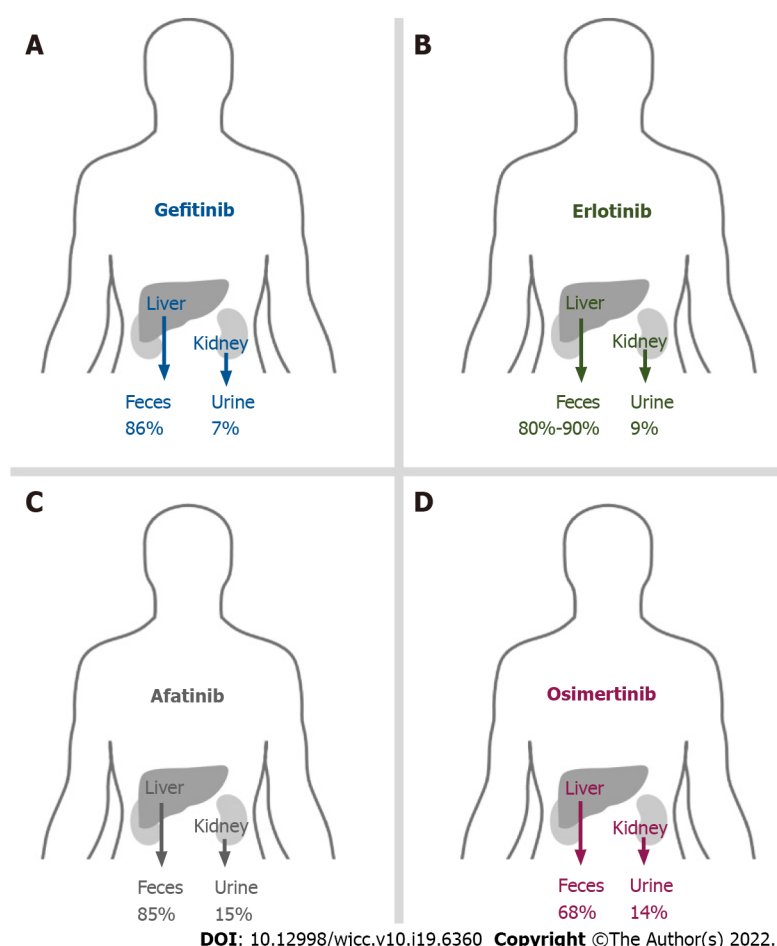 A
Gefitinib
Liver
Kidney
Feces Urine
86% 7%
B
Erlotinib
Liver
Kidney
Feces Urine
80%-90% 9%
C
Afatinib
Liver
Kidney
Feces Urine
85% 15%
D
Osimertinib
Liver
Kidney
Feces Urine
68% 14%
DOI: 10.12998/wjcc.v10.i19.6360 Copyright ©The Author(s) 2022.